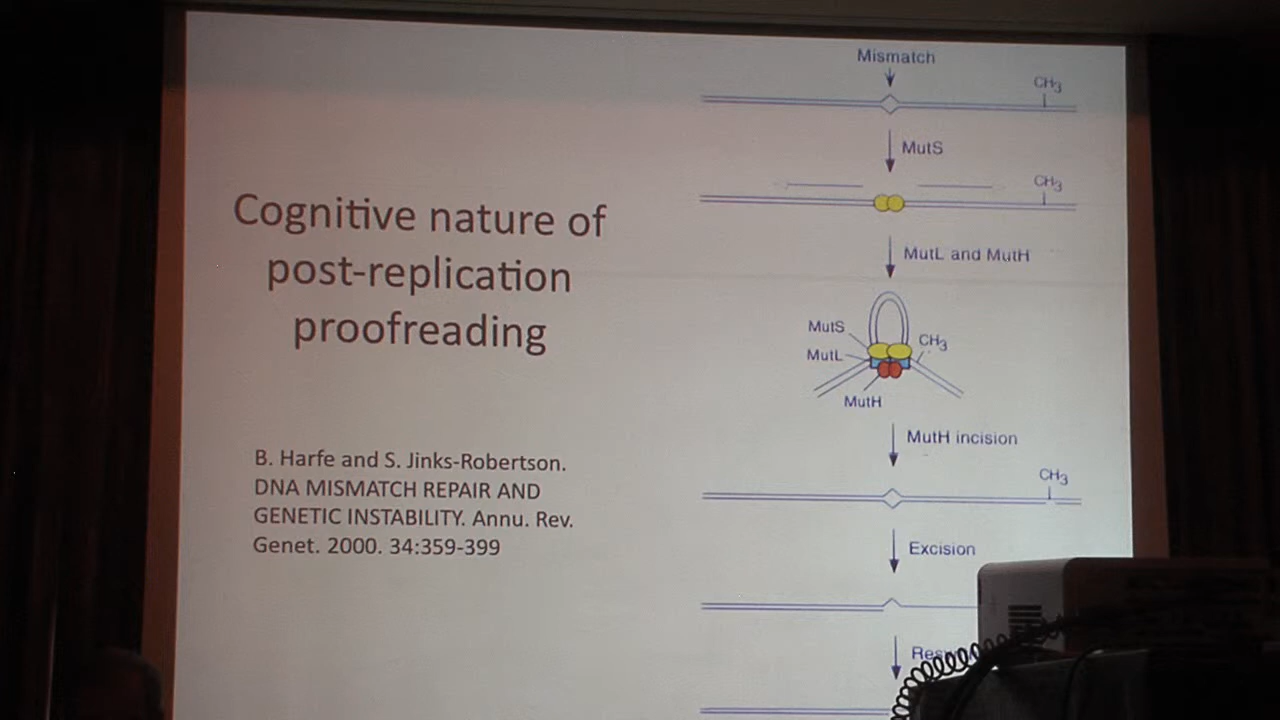 Cognitive nature of
post-replication
proofreading
B. Harfe and S. Jinks-Robertson.
DNA MISMATCH REPAIR AND
GENETIC INSTABILITY. Annu. Rev.
Genet. 2000. 34:359-399
Mismatch
CH3
MutS
CH3
MutL and MutH
MutS
CH3
MutL
MutH
MutH incision
CH3
Excision